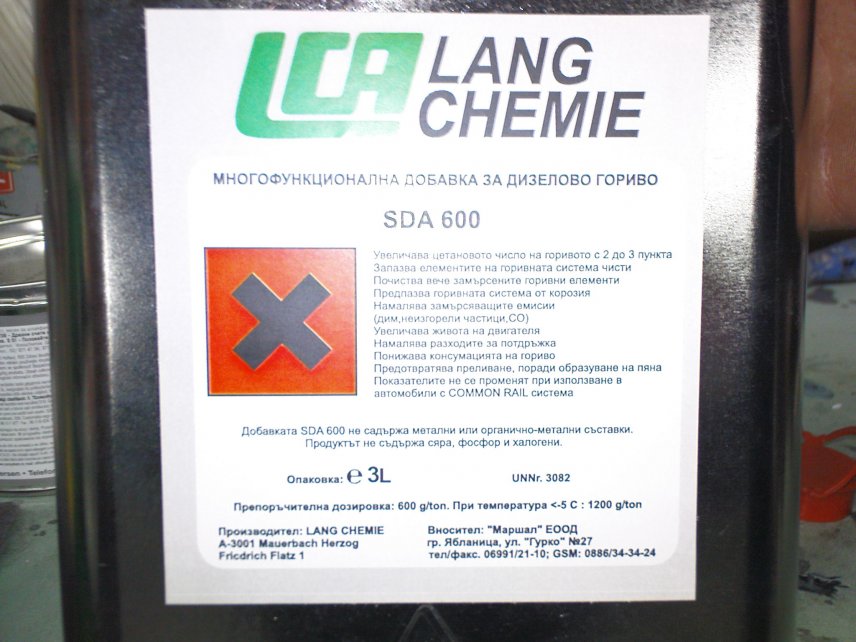 LCA LANG
CHEMIE
МНОГОФУНКЦИОНАЛНА ДОБАВКА ЗА ДИЗЕЛОВО ГОРИВО
SDA 600
Увеличава цетановото число на горивото с 2 до 3 пункта
Запазва елементите на горивната система чисти
Почиства вече замърсените горивни елементи
Предпазва горивната система от корозия
Намалява замърсяващите емисии
(дим,неизгорели частици,СО)
Увеличава живота на двигателя
Намалява разходите за потдръжка
Понижава консумацията на гориво
Предотвратява преливане, поради образуване на пяна
Показателите не се променят при използване в
автомобили с COMMON RAIL система
Добавката SDA 600 не садържа метални или органично-метални съставки.
Продуктът не съдържа сяра, фосфор и халогени.
Опаковка: ℮ 3L UNNr. 3082
Препоръчителна дозировка: 600 g/ton. При температура <-5 С : 1200 g/ton
Производител: LANG CHEMIE Вносител: "Маршал" ЕООД
A-3001 Mauerbach Herzog гр. Ябланица, ул. "Гурко" №27
Fricdrich Flatz 1 тел/факс. 06991/21-10; GSM: 0886/34-34-24